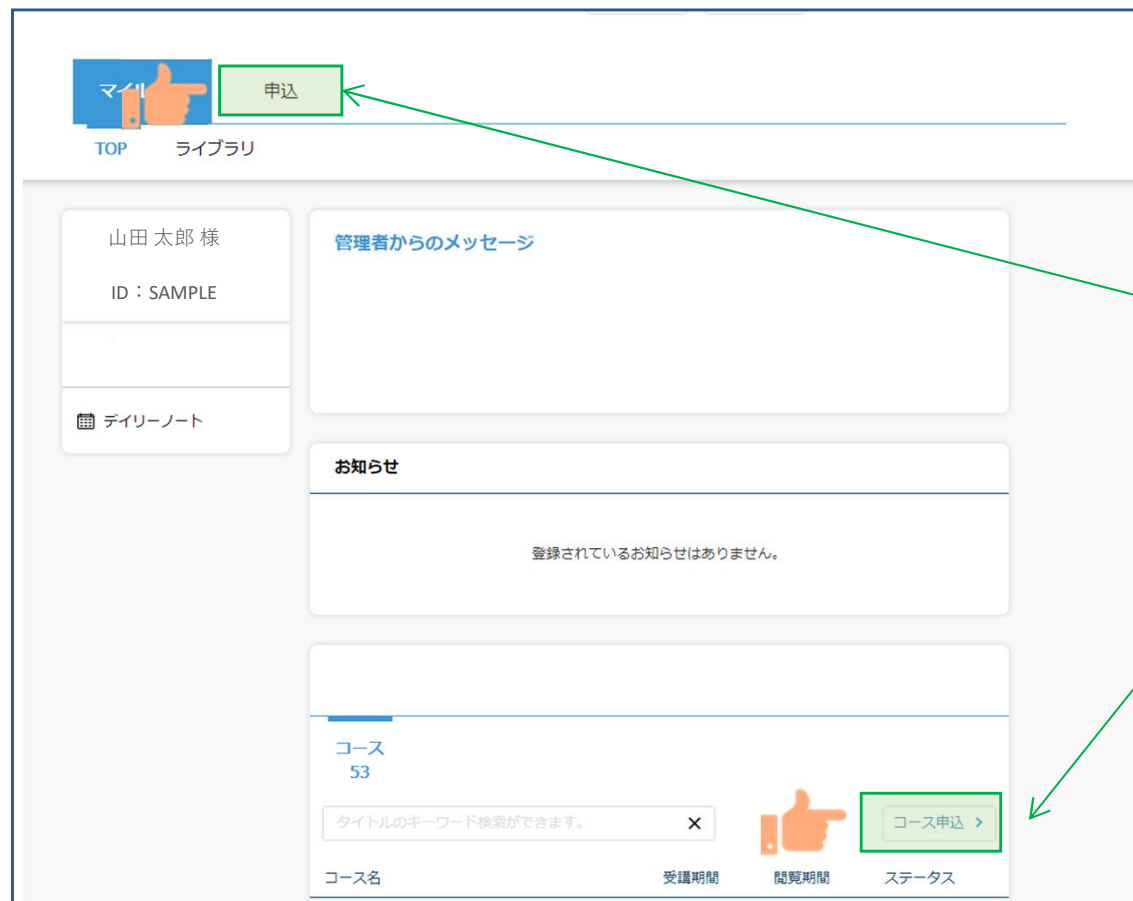 申込
TOP ライブラリ
山田 太郎 様
ID：SAMPLE
デイリーノート
管理者からのメッセージ
お知らせ
登録されているお知らせはありません。
コース
53
タイトルのキーワード検索ができます。 ×
コース申込 >
コース名 受講期間 閲覧期間 ステータス